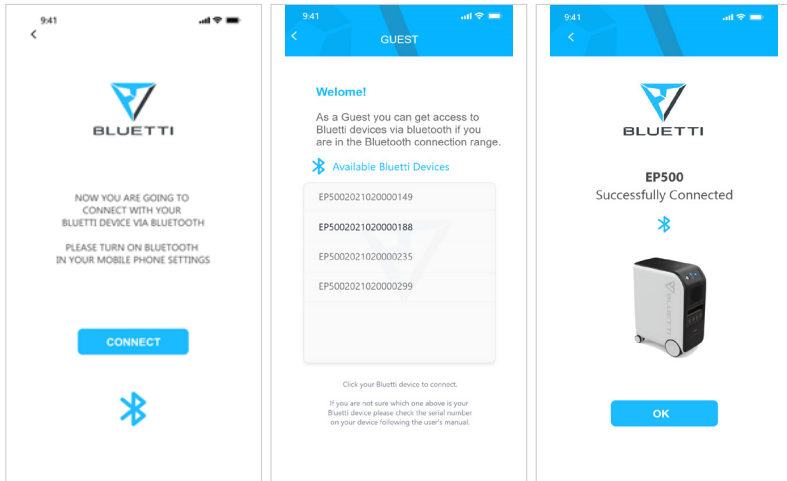 9:41
BLUETTI
NOW YOU ARE GOING TO
CONNECT WITH YOUR
BLUETTI DEVICE VIA BLUETOOTH
PLEASE TURN ON BLUETOOTH
IN YOUR MOBILE PHONE SETTINGS
CONNECT
9:41
GUEST
Welome!
As a Guest you can get access to
Bluetti devices via bluetooth if you
are in the Bluetooth connection range.
Available Bluetti Devices
EP5002021020000149
EP5002021020000188
EP5002021020000235
EP5002021020000299
Click your Bluetti device to connect.
If you are not sure which one above is your
Bluetti device please check the serial number
on your device following the user's manual.
9:41
BLUETTI
EP500
Successfully Connected
BLUETTI
OK